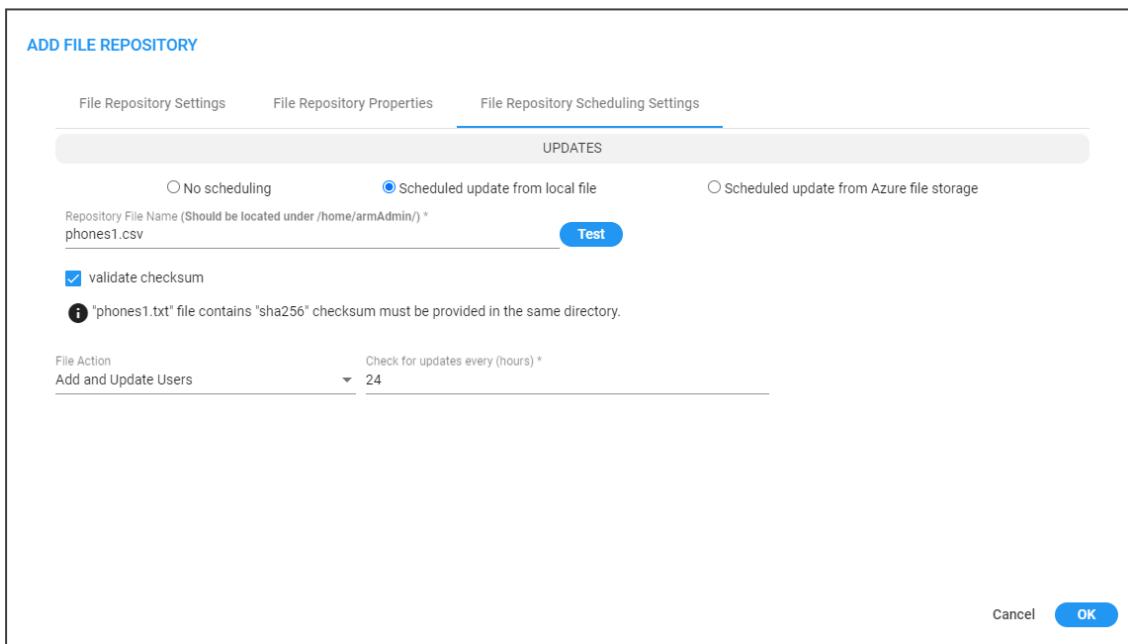 ADD FILE REPOSITORY
File Repository Settings File Repository Properties File Repository Scheduling Settings
UPDATES
No scheduling Scheduled update from local file Scheduled update from Azure file storage
Repository File Name (Should be located under /home/armAdmin/) *
phones1.csv Test
validate checksum
"phones1.txt" file contains "sha256" checksum must be provided in the same directory.
File Action Check for updates every (hours) *
Add and Update Users 24
Cancel OK